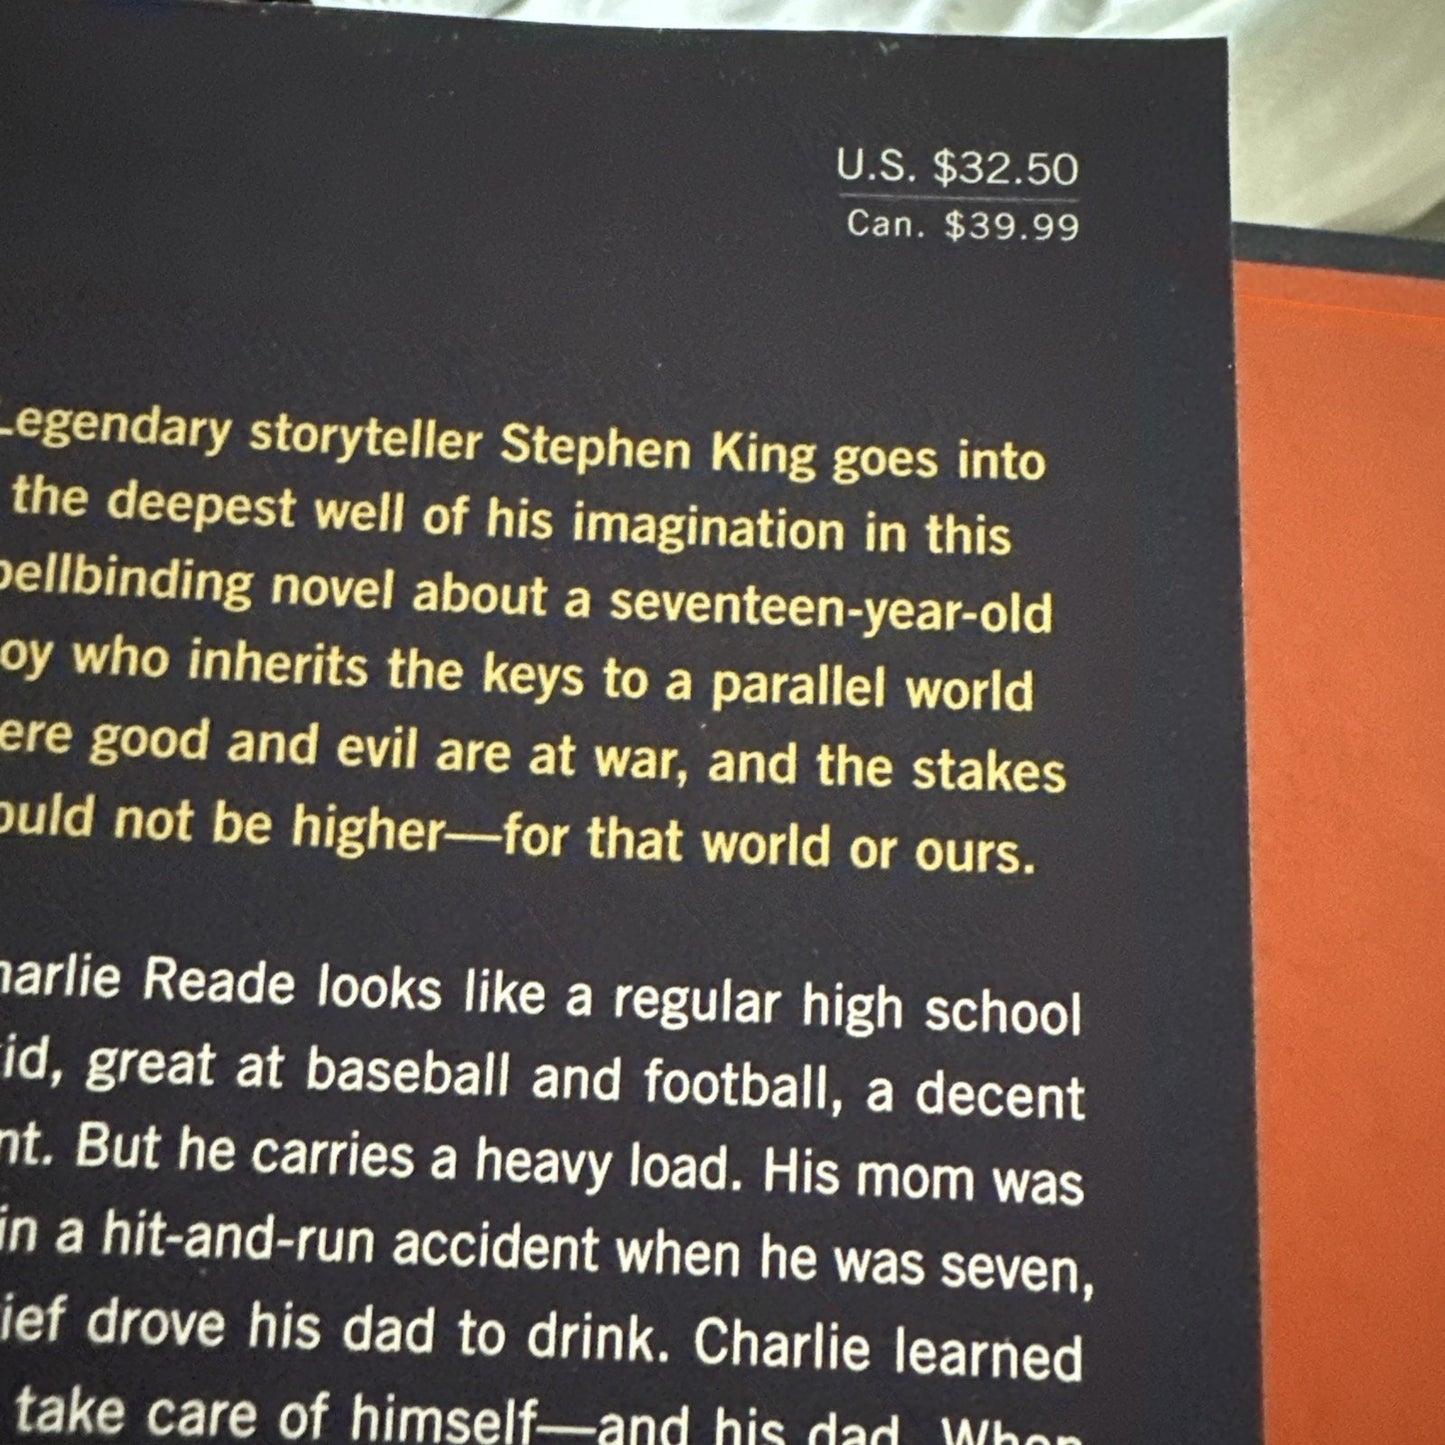 U.S. $32.50
Can. $39.99
Legendary storyteller Stephen King goes into
the deepest well of his imagination in this
pellbinding novel about a seventeen-year-old
oy who inherits the keys to a parallel world
ere good and evil are at war, and the stakes
ould not be higher—for that world or ours.
harlie Reade looks like a regular high school
id, great at baseball and football, a decent
nt. But he carries a heavy load. His mom was
in a hit-and-run accident when he was seven,
ief drove his dad to drink. Charlie learned
take care of himself—and his dad. When